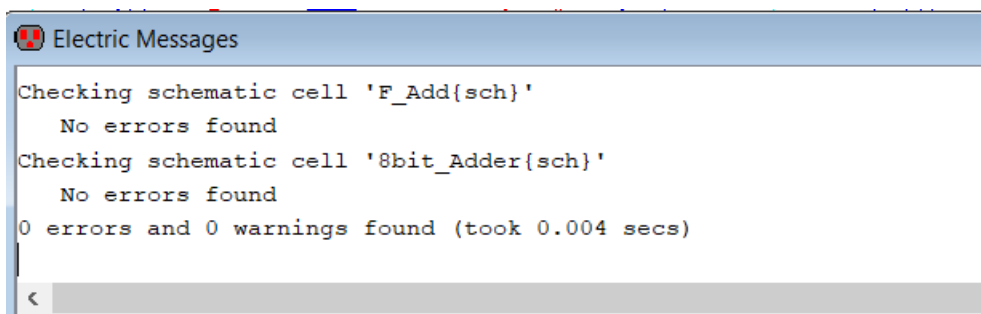 Electric Messages
Checking schematic cell 'F_Add{sch}'
No errors found
Checking schematic cell '8bit_Adder{sch}'
No errors found
0 errors and 0 warnings found (took 0.004 secs)